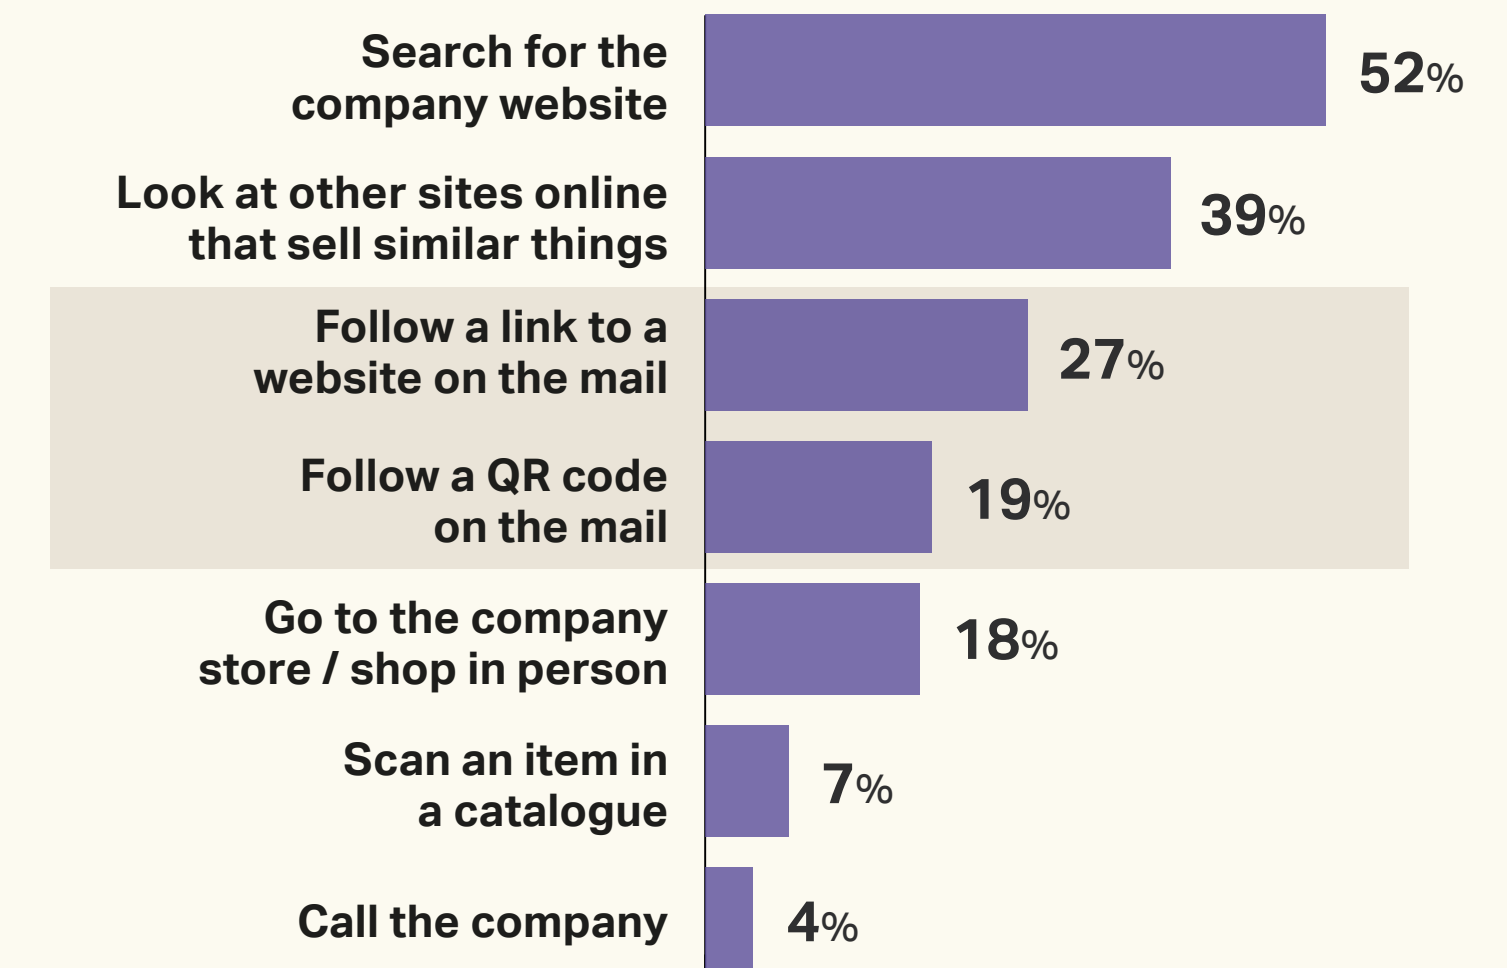 Search for the
company website
52%
Look at other sites online
that sell similar things
39%
Follow a link to a
website on the mail
27%
Follow a QR code
on the mail
19%
Go to the company
store / shop in person
18%
Scan an item in
a catalogue
7%
Call the company
4%